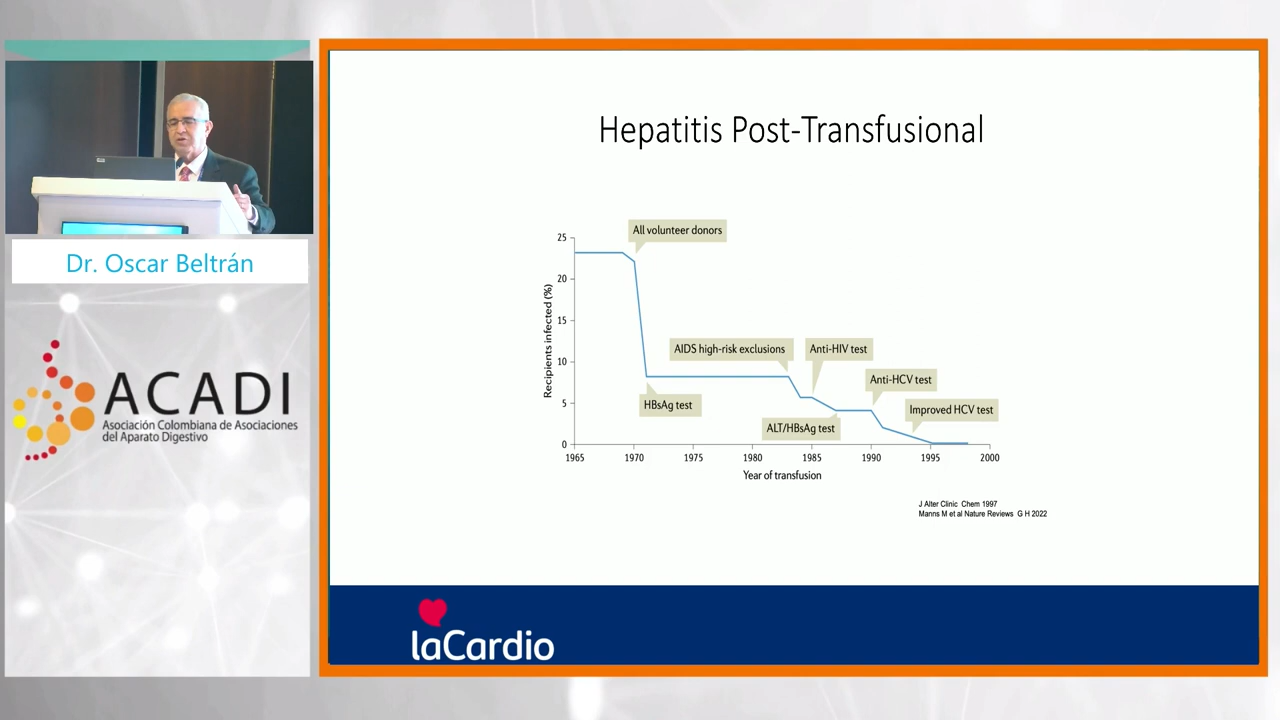 Dr. Oscar Beltrán
ACADI
Asociación Colombiana de Asociaciones
del Aparato Digestivo
Hepatitis Post-Transfusional
All volunteer donors
AIDS high-risk exclusions
Anti-HIV test
Anti-HCV test
HBsAg test
Improved HCV test
ALT/HBsAg test
Recipients infected (%)
25
20
15
10
5
0
1965 1970 1975 1980 1985 1990 1995 2000
Year of transfusion
J Alter Clinic Chem 1997
Manns M et al Nature Reviews G H 2022
laCardio